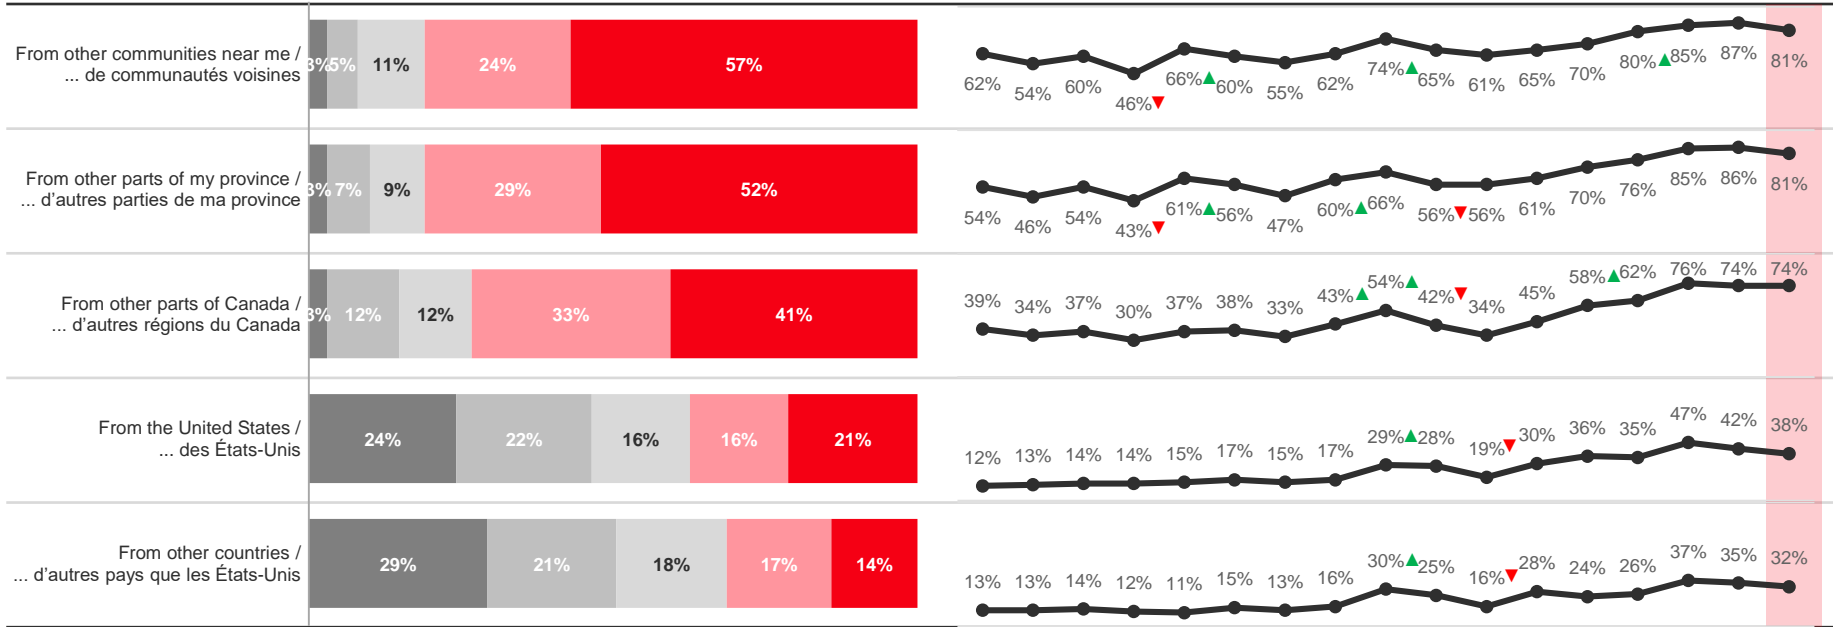 From other communities near me /
... de communautés voisines
3% 5% 11% 24% 57%
62% 54% 60% 46%▼ 66%▲ 60% 55% 62% 74%▲ 65% 61% 65% 70% 80%▲ 85% 87% 81%
From other parts of my province /
... d'autres parties de ma province
3% 7% 9% 29% 52%
54% 46% 54% 43%▼ 61%▲ 56% 47% 60%▲ 66% 56%▼ 56% 61% 70% 76% 85% 86% 81%
From other parts of Canada /
... d'autres régions du Canada
3% 12% 12% 33% 41%
39% 34% 37% 30% 37% 38% 33% 43%▲ 54%▲ 42%▼ 34% 45% 58%▲ 62% 76% 74% 74%
From the United States /
... des États-Unis
24% 22% 16% 16% 21%
12% 13% 14% 14% 15% 17% 15% 17% 29%▲ 28% 19%▼ 30% 36% 35% 47% 42% 38%
From other countries /
... d'autres pays que les États-Unis
29% 21% 18% 17% 14%
13% 13% 14% 12% 11% 15% 13% 16% 30%▲ 25% 16%▼ 28% 24% 26% 37% 35% 32%